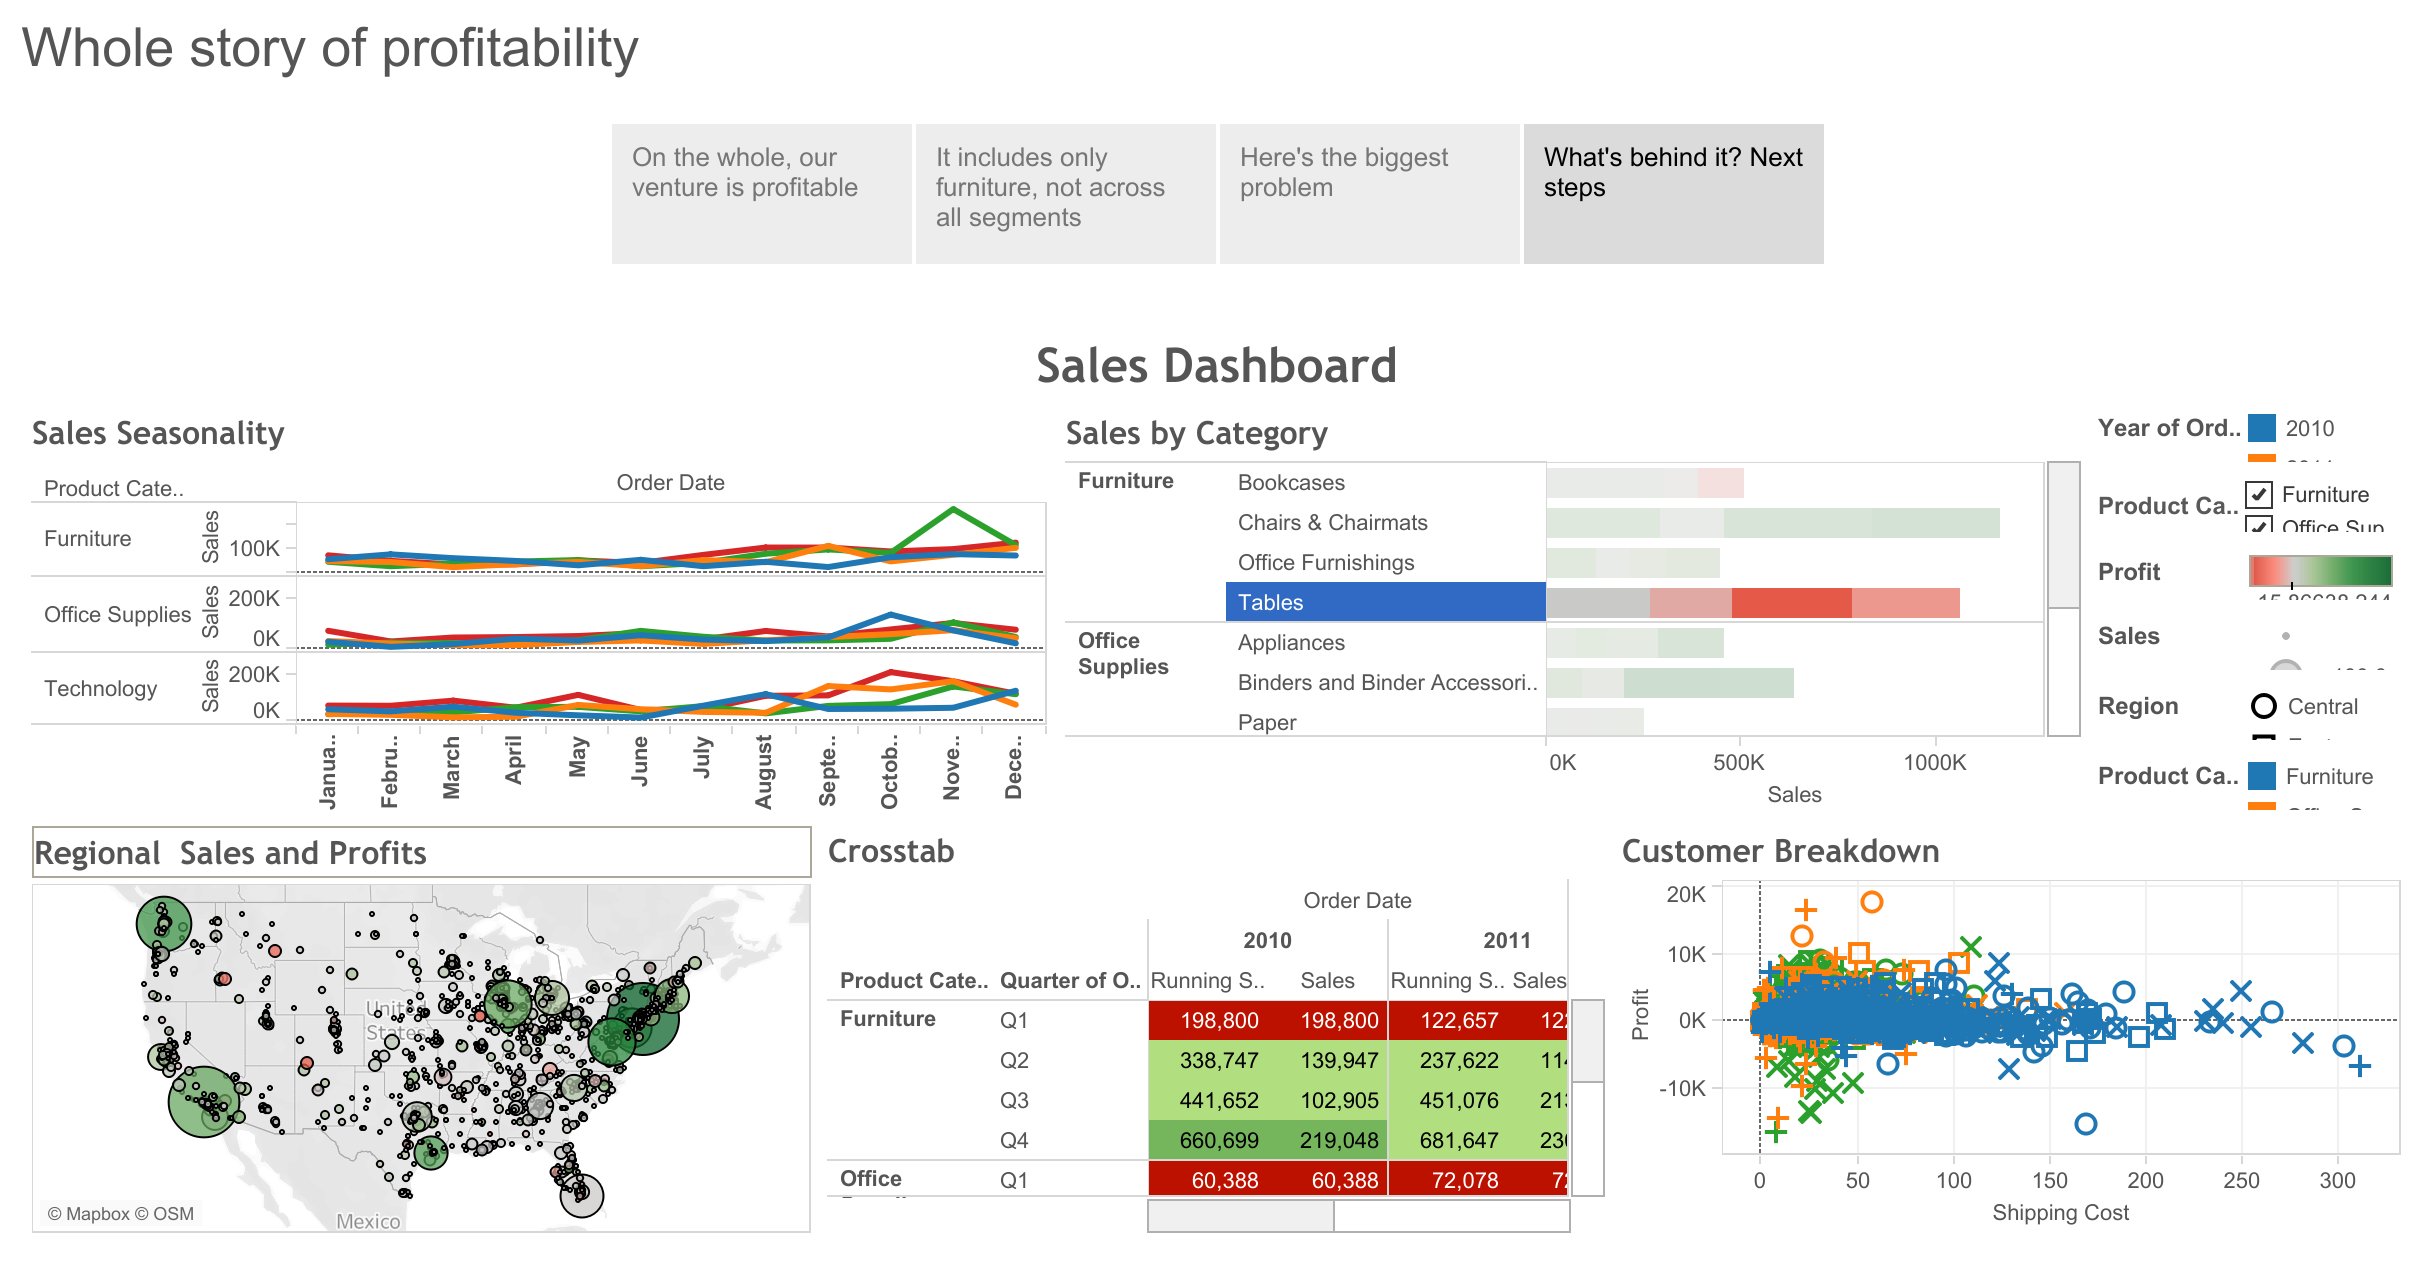 Whole story of profitability
On the whole, our
venture is profitable
It includes only
furniture, not across
all segments
Here's the biggest
problem
What's behind it? Next
steps
Sales Dashboard
Sales Seasonality
Product Cate..
Order Date
Furniture
Sales
100K
Office Supplies
Sales
200K
0K
Technology
Sales
200K
0K
Janua..
Febru..
March
April
May
June
July
August
Septe..
Octob..
Nove..
Dece..
Sales by Category
Furniture
Bookcases
Chairs & Chairmats
Office Furnishings
Tables
Office
Supplies
Appliances
Binders and Binder Accessori..
Paper
0K
500K
1000K
Sales
Year of Ord..
2010
Product Ca..
Furniture
Office Sup
Profit
Sales
Region
Central
Product Ca..
Furniture
Regional  Sales and Profits
United
States
Mexico
© Mapbox © OSM
Crosstab
Order Date
2010 2011
Product Cate.. Quarter of O.. Running S.. Sales Running S.. Sales
Furniture Q1 198,800 198,800 122,657
Q2 338,747 139,947 237,622
Q3 441,652 102,905 451,076
Q4 660,699 219,048 681,647
Office Q1 60,388 60,388 72,078
Customer Breakdown
Profit
20K
10K
0K
-10K
0 50 100 150 200 250 300
Shipping Cost